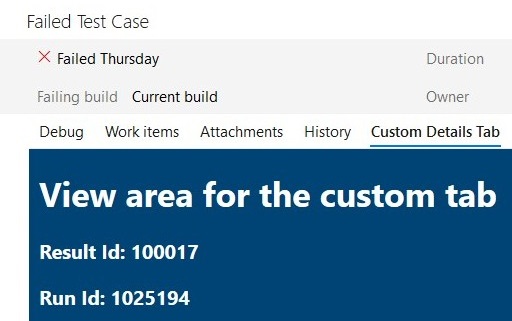 Failed Test Case
Failed Thursday Duration
Failing build Current build Owner
Debug Work items Attachments History Custom Details Tab
View area for the custom tab
Result Id: 100017
Run Id: 1025194